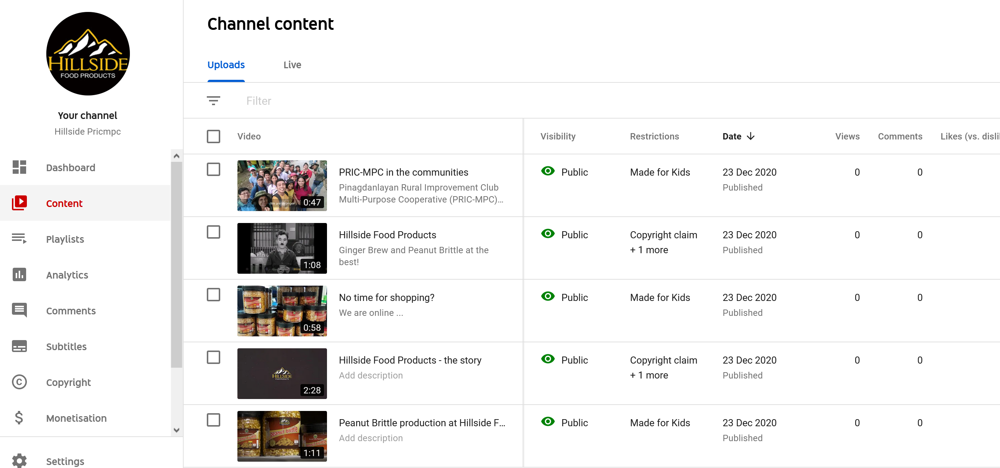 HILLSIDE
FOOD PRODUCTS
Your channel
Hillside Pricmpc
Dashboard
Content
Playlists
Analytics
Comments
Subtitles
Copyright
Monetisation
Settings
Channel content
Uploads Live
Filter
Video Visibility Restrictions Date Views Comments Likes (vs. disli
We are stronger
0:47
PRIC-MPC in the communities
Pinagdanlayan Rural Improvement Club
Multi-Purpose Cooperative (PRIC-MPC)...
Public Made for Kids 23 Dec 2020 0 0
Published
1:08
Hillside Food Products
Ginger Brew and Peanut Brittle at the
best!
Public Copyright claim 23 Dec 2020 0 0
+ 1 more Published
0:58
No time for shopping?
We are online ...
Public Made for Kids 23 Dec 2020 0 0
Published
HILLSIDE
FOOD PRODUCTS
2:28
Hillside Food Products - the story
Add description
Public Copyright claim 23 Dec 2020 0 0
+ 1 more Published
HILLSIDE
peanut brittle
1:11
Peanut Brittle production at Hillside F...
Add description
Public Made for Kids 23 Dec 2020 0 0
Published